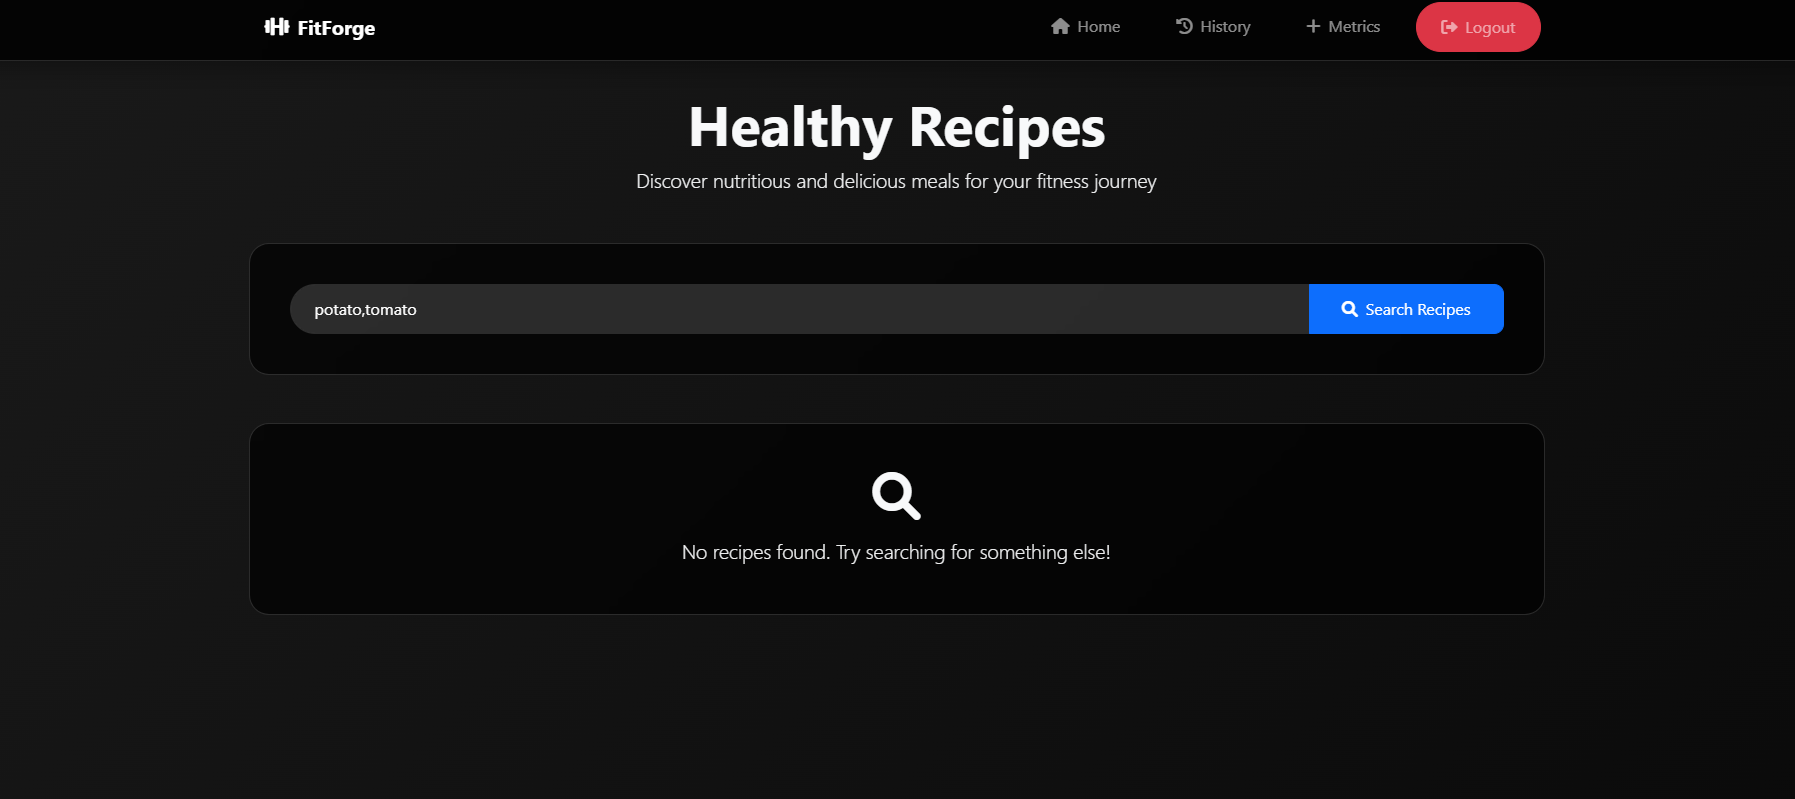 FitForge
Home
History
Metrics
Logout
Healthy Recipes
Discover nutritious and delicious meals for your fitness journey
potato,tomato
Search Recipes
No recipes found. Try searching for something else!